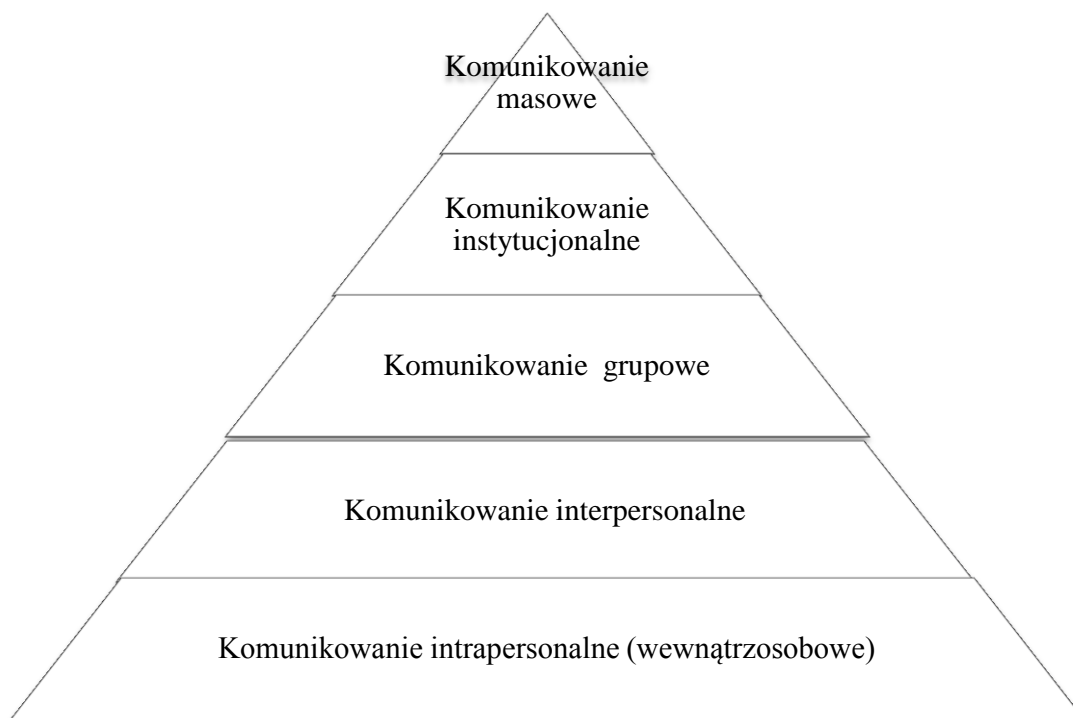 Komunikowanie
masowe
Komunikowanie
instytucjonalne
Komunikowanie grupowe
Komunikowanie interpersonalne
Komunikowanie intrapersonalne (wewnątrzosobowe)